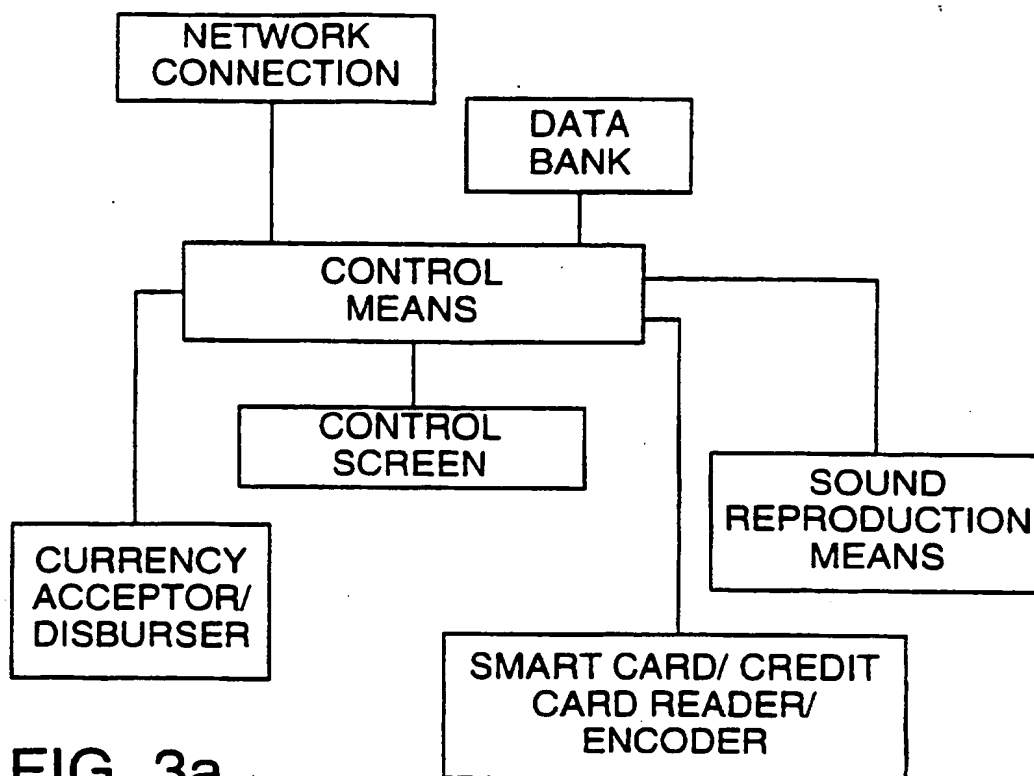 NETWORK
CONNECTION
DATA
BANK
CONTROL
MEANS
CONTROL
SCREEN
SOUND
REPRODUCTION
MEANS
CURRENCY
ACCEPTOR/
DISBURSER
SMART CARD/ CREDIT
CARD READER/
ENCODER
FIG. 3a